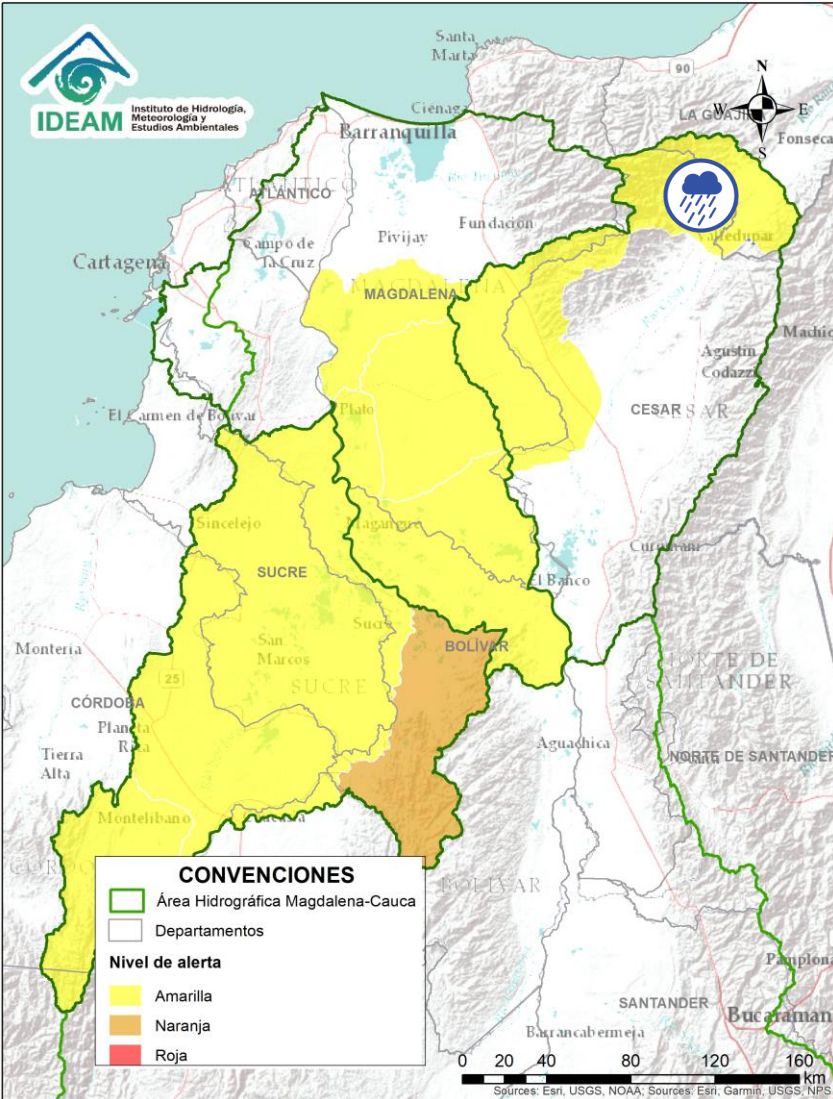 IDEAM
Instituto de Hidrología,
Meteorología y
Estudios Ambientales
Santa
Marta
90
N
W
E
S
Ciénaga
LA GUAJIRA
Barranquilla
Fonseca
ATLÁNTICO
ATLÁNTICO
Fundación
Pivijay
Campo de
la Cruz
Valledupar
Cartagena
MAGDALENA
MAGDALENA
Agustín
Codazzi
El Carmen de Bolívar
Plato
CESAR
CESAR
Sincelejo
Magangué
Curumaní
SUCRE
El Banco
Sucre
Montería
San
Marcos
BOLÍVAR
NORTE DE
SANTANDER
25
SUCRE
CÓRDOBA
Planeta
Rica
Tierra
Alta
Aguachica
NORTE DE SANTANDER
Montelíbano
BOLÍVAR
CONVENCIONES
Área Hidrográfica Magdalena-Cauca
Departamentos
Nivel de alerta
Amarilla
Naranja
Roja
Pamplona
SANTANDER
Bucaraman
Barrancabermeja
0 20 40 80 120 160
km
Sources: Esri, USGS, NOAA; Sources: Esri, Garmin, USGS, NPS